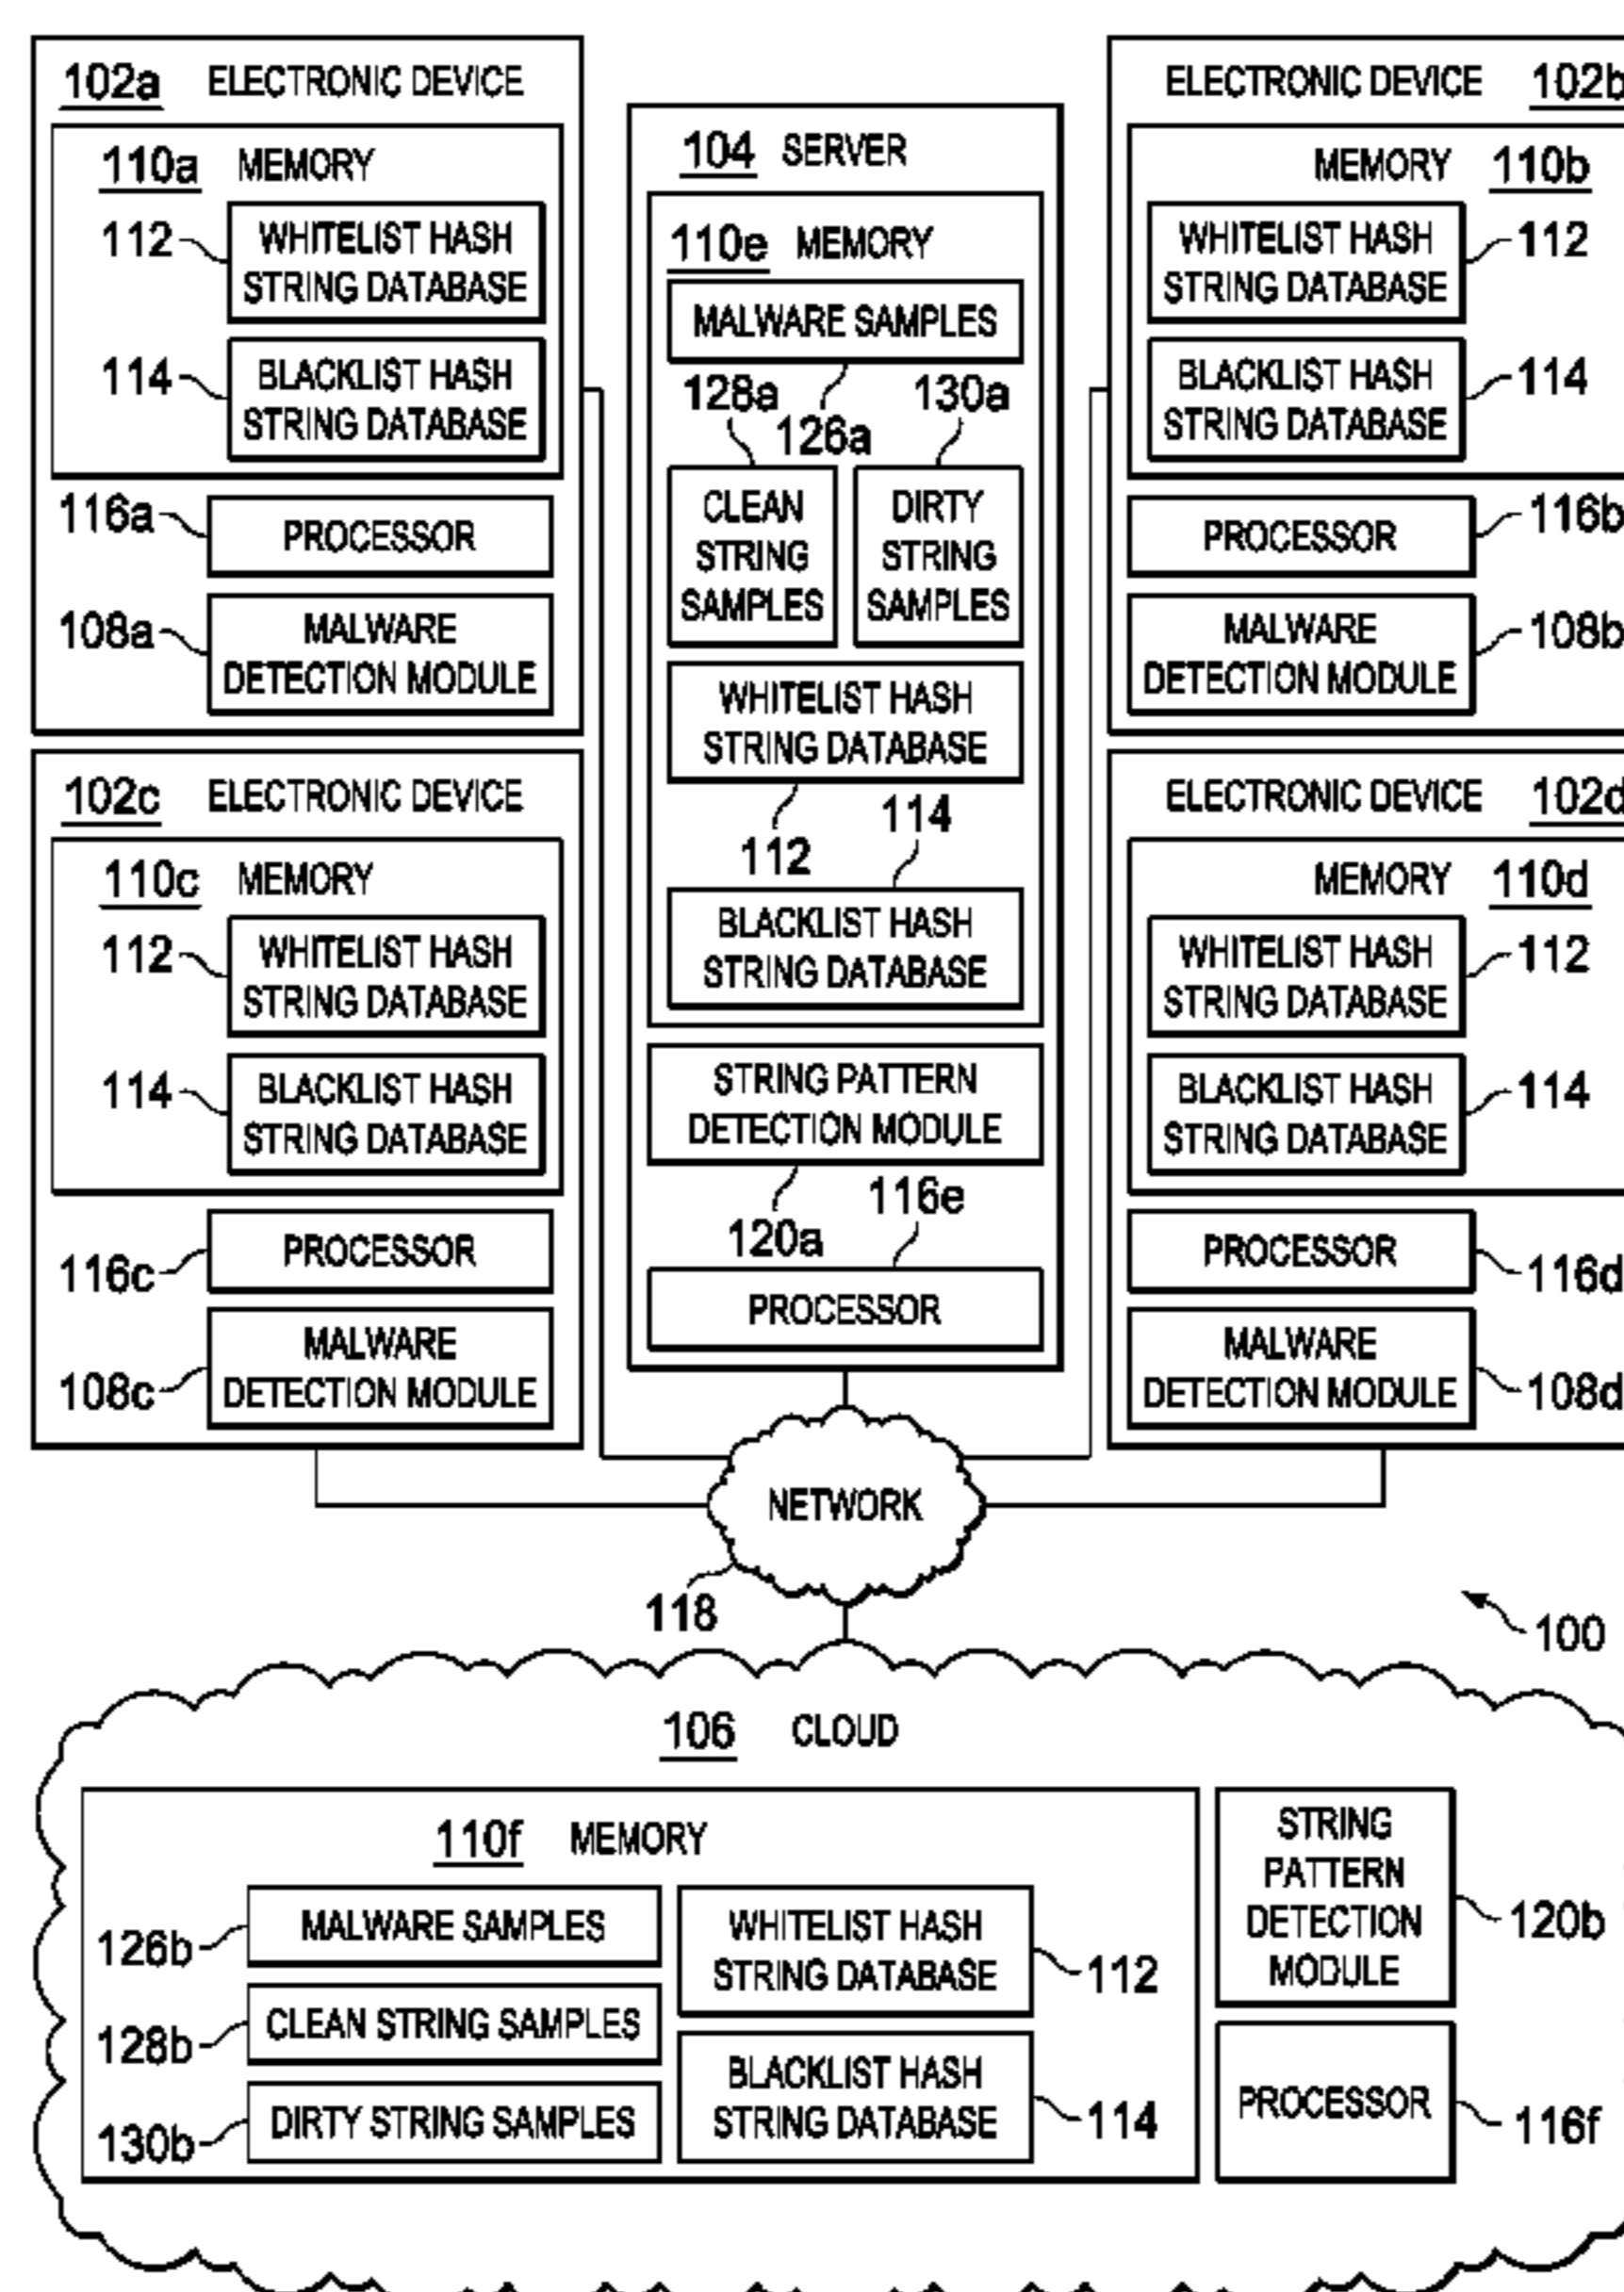 102a ELECTRONIC DEVICE
110a MEMORY
112 WHITELIST HASH
STRING DATABASE
114 BLACKLIST HASH
STRING DATABASE
116a PROCESSOR
108a MALWARE
DETECTION MODULE
102c ELECTRONIC DEVICE
110c MEMORY
112 WHITELIST HASH
STRING DATABASE
114 BLACKLIST HASH
STRING DATABASE
116c PROCESSOR
108c MALWARE
DETECTION MODULE
104 SERVER
110e MEMORY
MALWARE SAMPLES
128a
126a
130a
CLEAN
STRING
SAMPLES
DIRTY
STRING
SAMPLES
WHITELIST HASH
STRING DATABASE
112
114
BLACKLIST HASH
STRING DATABASE
STRING PATTERN
DETECTION MODULE
120a
116e
PROCESSOR
ELECTRONIC DEVICE 102b
MEMORY 110b
WHITELIST HASH
STRING DATABASE
112
BLACKLIST HASH
STRING DATABASE
114
PROCESSOR 116b
MALWARE
DETECTION MODULE
108b
ELECTRONIC DEVICE 102d
MEMORY 110d
WHITELIST HASH
STRING DATABASE
112
BLACKLIST HASH
STRING DATABASE
114
PROCESSOR 116d
MALWARE
DETECTION MODULE
108d
NETWORK
118
100
106 CLOUD
110f MEMORY
126b MALWARE SAMPLES
128b CLEAN STRING SAMPLES
130b DIRTY STRING SAMPLES
WHITELIST HASH
STRING DATABASE
112
BLACKLIST HASH
STRING DATABASE
114
STRING
PATTERN
DETECTION
MODULE
120b
PROCESSOR 116f